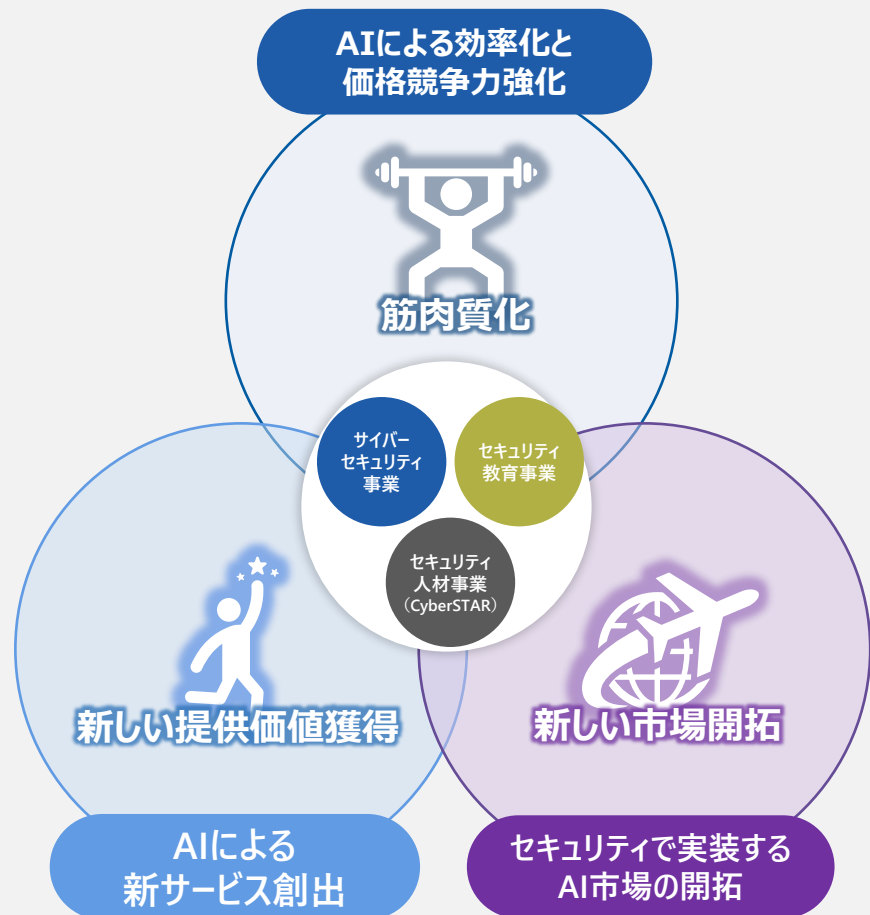 AIによる効率化と
価格競争力強化
筋肉質化
サイバー
セキュリティ
事業
セキュリティ
教育事業
セキュリティ
人材事業
（CyberSTAR）
新しい提供価値獲得
新しい市場開拓
AIによる
新サービス創出
セキュリティで実装する
AI市場の開拓